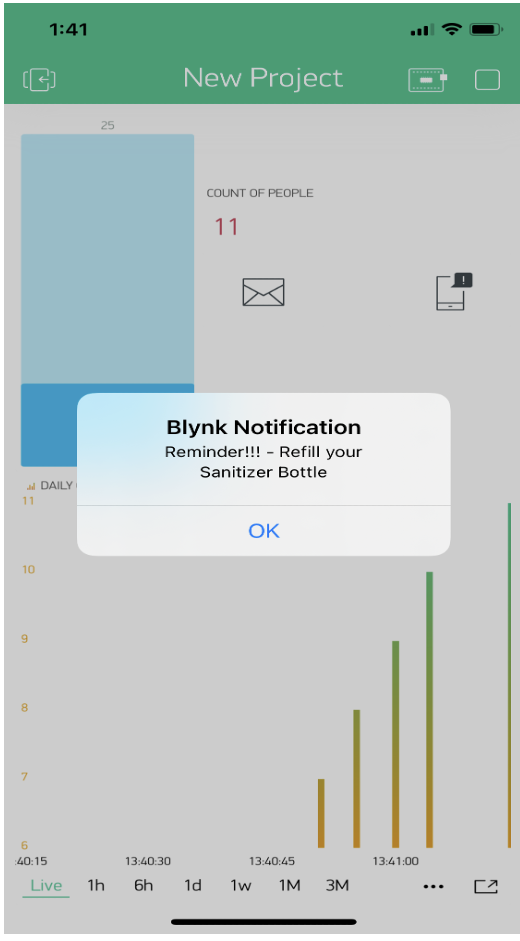 1:41
New Project
25
COUNT OF PEOPLE
11
!
Blynk Notification
Reminder!!! - Refill your
Sanitizer Bottle
OK
DAILY
11
10
9
8
7
6
:40:15 13:40:30 13:40:45 13:41:00
Live 1h 6h 1d 1w 1M 3M ...